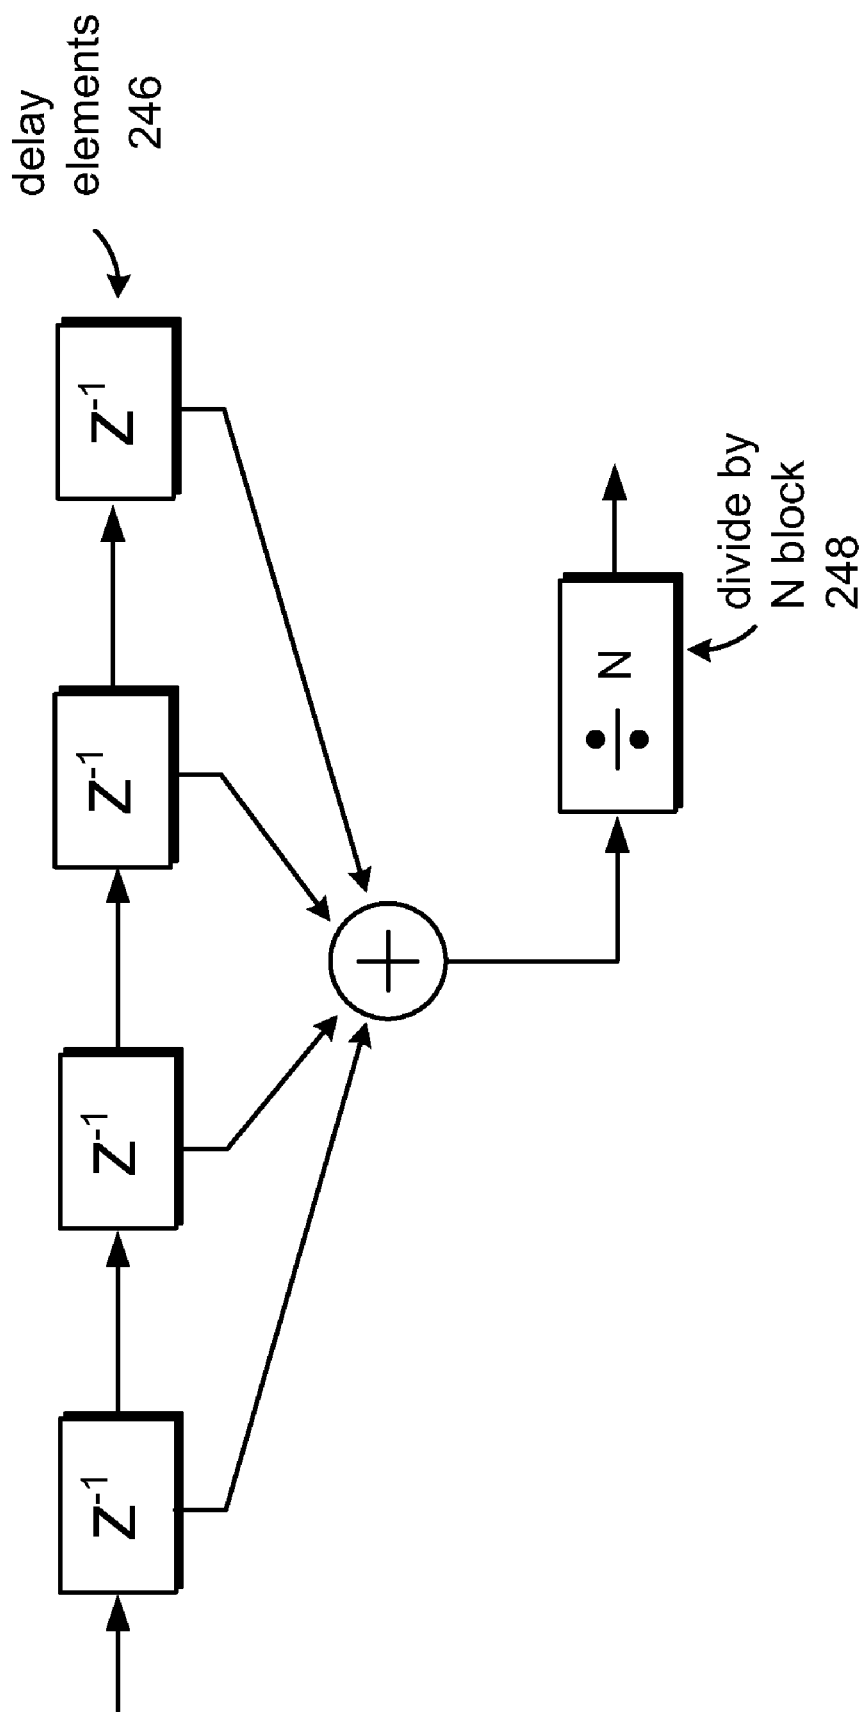 delay
elements
246
Z-1
Z-1
Z-1
Z-1
+
÷ N
divide by
N block
248